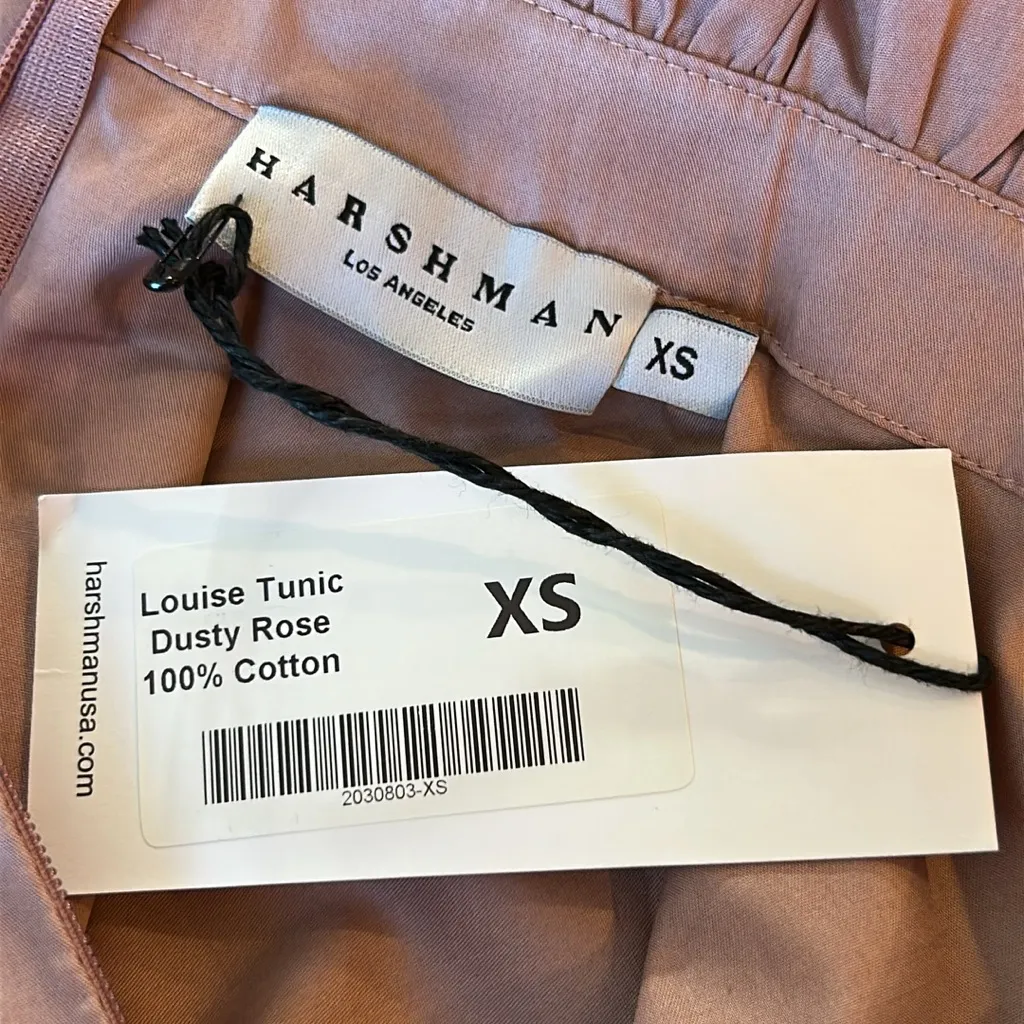 HARSHMAN
LOS ANGELES
XS
Louise Tunic
Dusty Rose
100% Cotton
XS
2030803-XS
harshmanusa.com